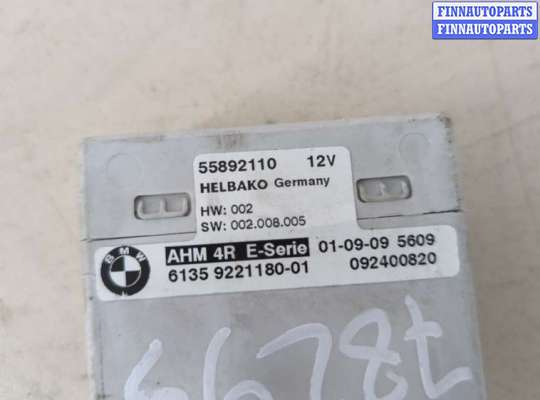 FINNAUTOPARTS
FINNAUTOPARTS
FINNAUTOPARTS
55892110 12V
HELBAKO Germany
HW: 002
SW: 002.008.005
BMW
AHM 4R E-Serie 01-09-09 5609
6135 9221180-01 092400820